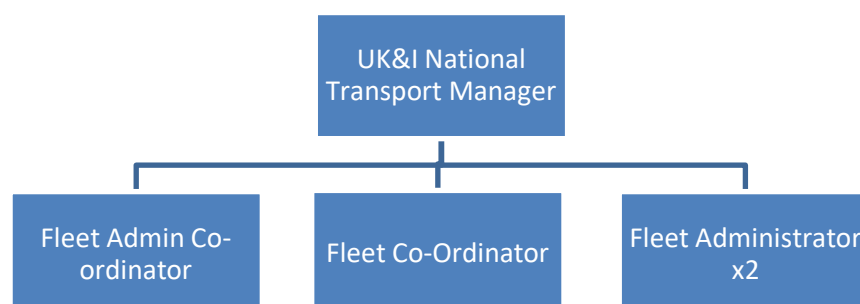 UK&I National
Transport Manager
Fleet Admin Co-
ordinator
Fleet Co-Ordinator
Fleet Administrator
x2